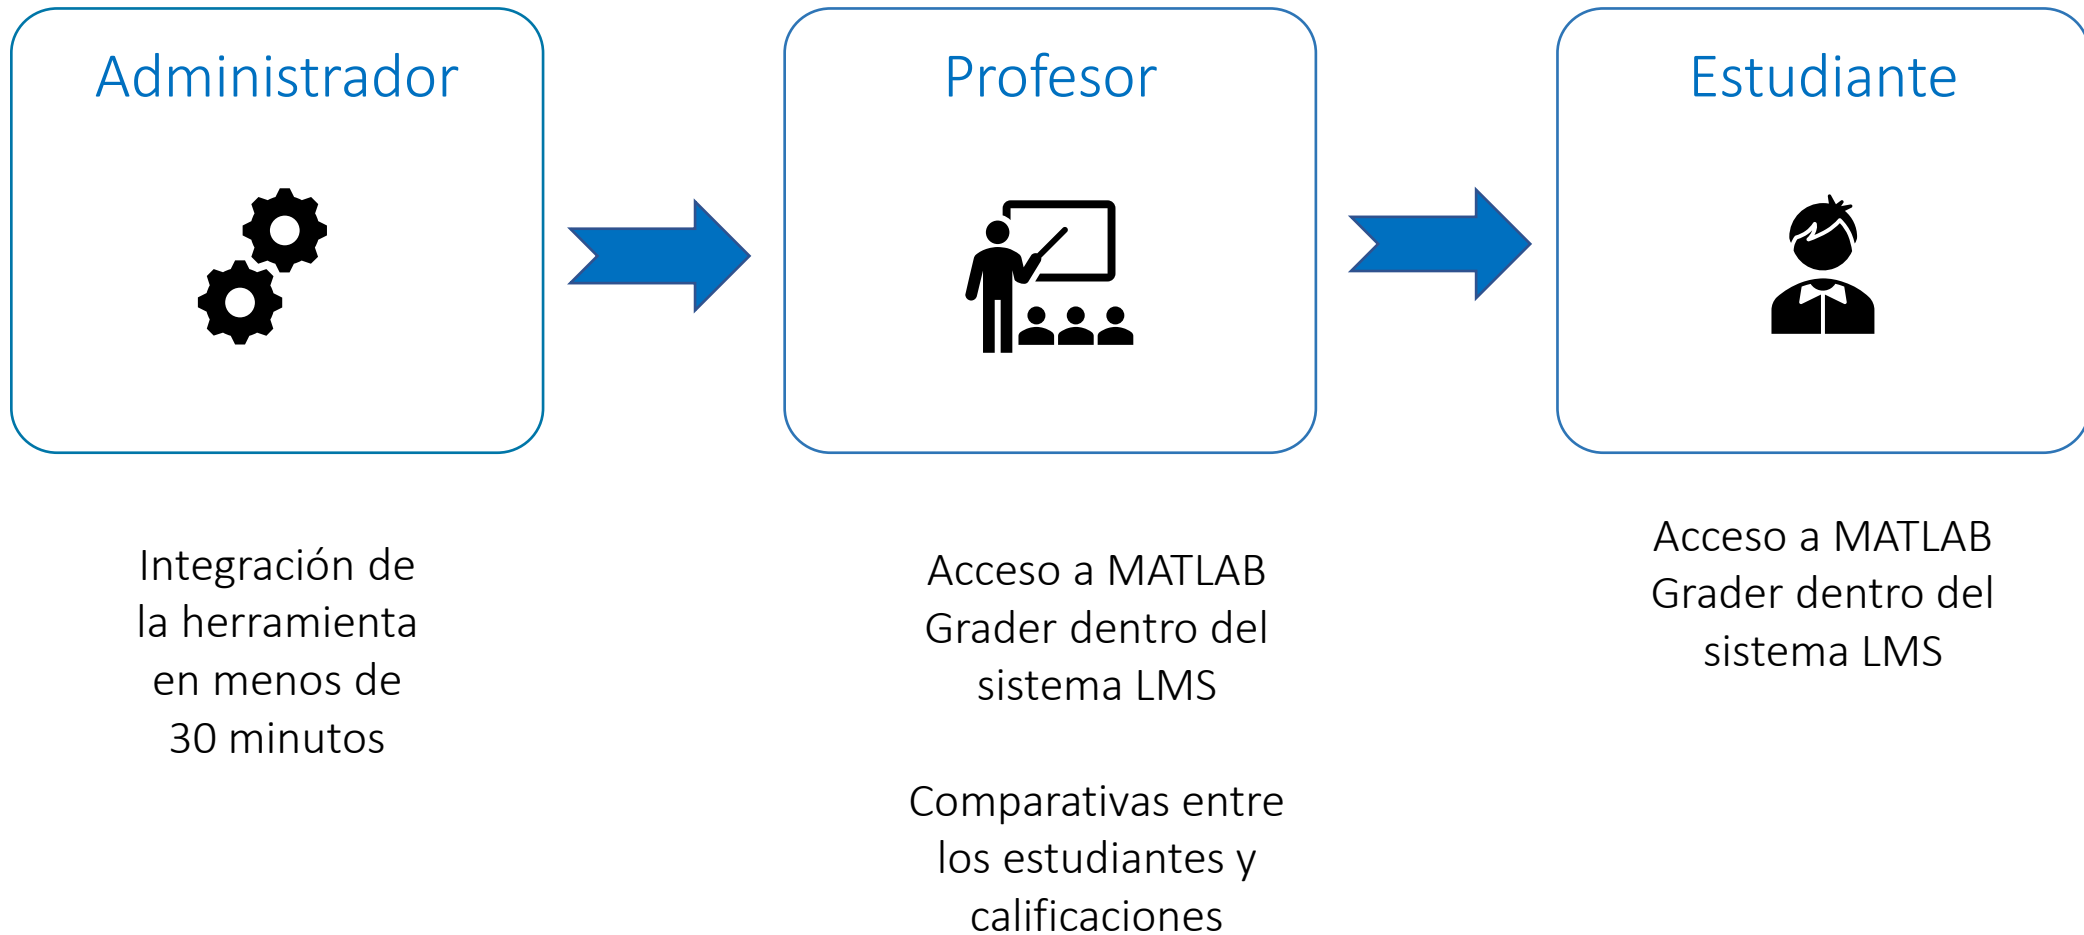 Administrador
Integración de
la herramienta
en menos de
30 minutos
Profesor
Acceso a MATLAB
Grader dentro del
sistema LMS
Comparativas entre
los estudiantes y
calificaciones
Estudiante
Acceso a MATLAB
Grader dentro del
sistema LMS